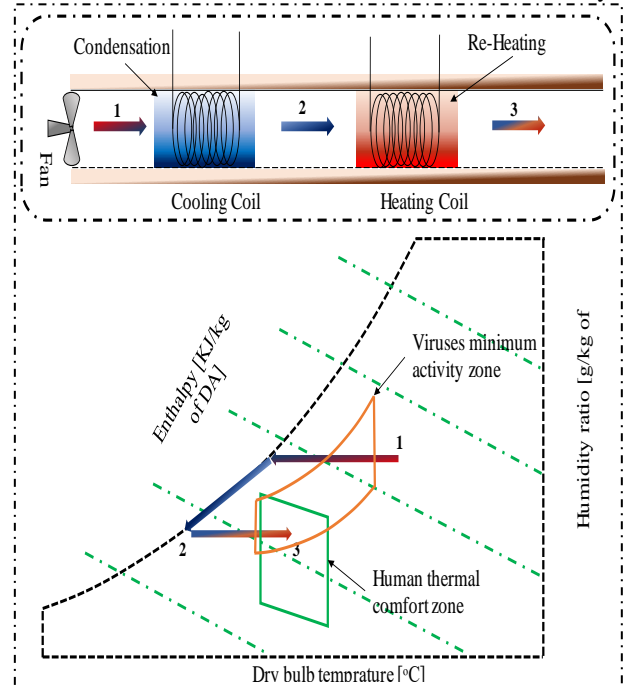 Condensation
Re-Heating
1
2
3
Fan
Cooling Coil
Heating Coil
Enthalpy [KJ/kg
of DA]
Viruses minimum
activity zone
Humidity ratio [g/kg of
1
2
3
Human thermal
comfort zone
Dry bulb temprature [°C]